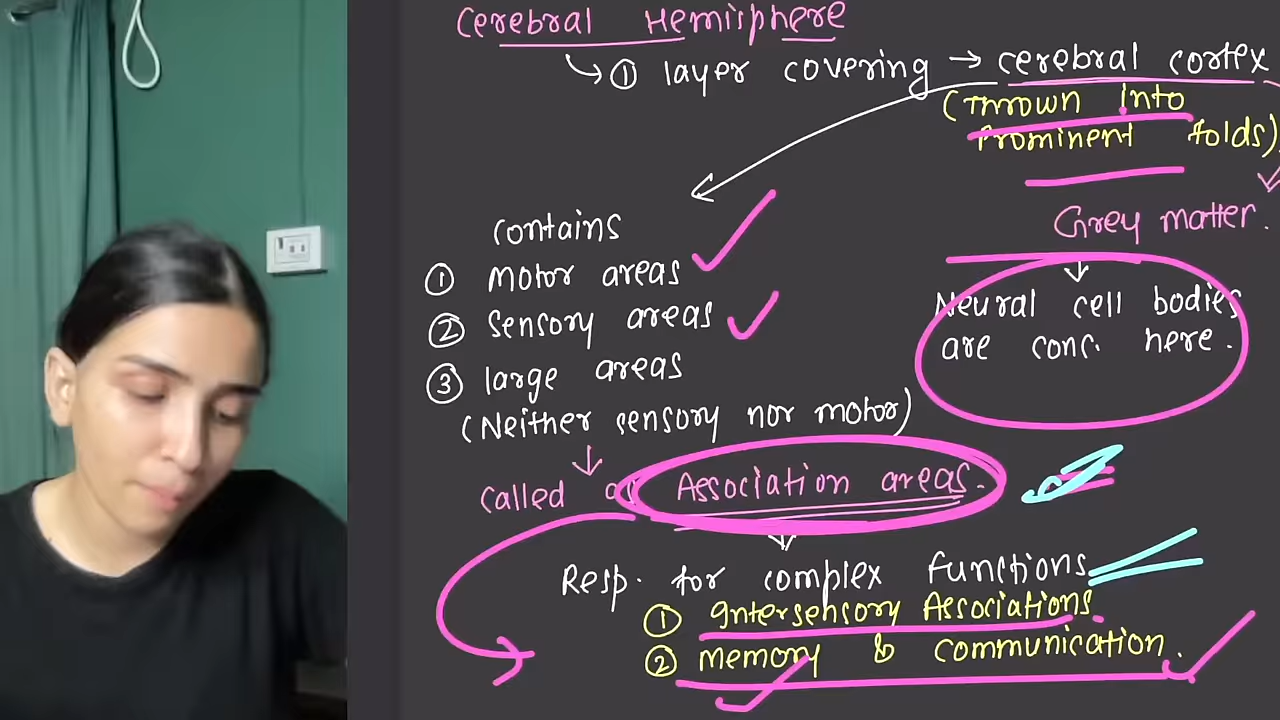 Cerebral Hemisphere
① layer covering → cerebral cortex
(Thrown Into
Prominent folds)
Grey matter.
Neural cell bodies
are conc. here.
contains
① Motor areas
② sensory areas
③ large areas
(Neither sensory nor motor)
called as Association areas.
Resp. for complex functions
① Intersensory Associations.
② memory & communication.